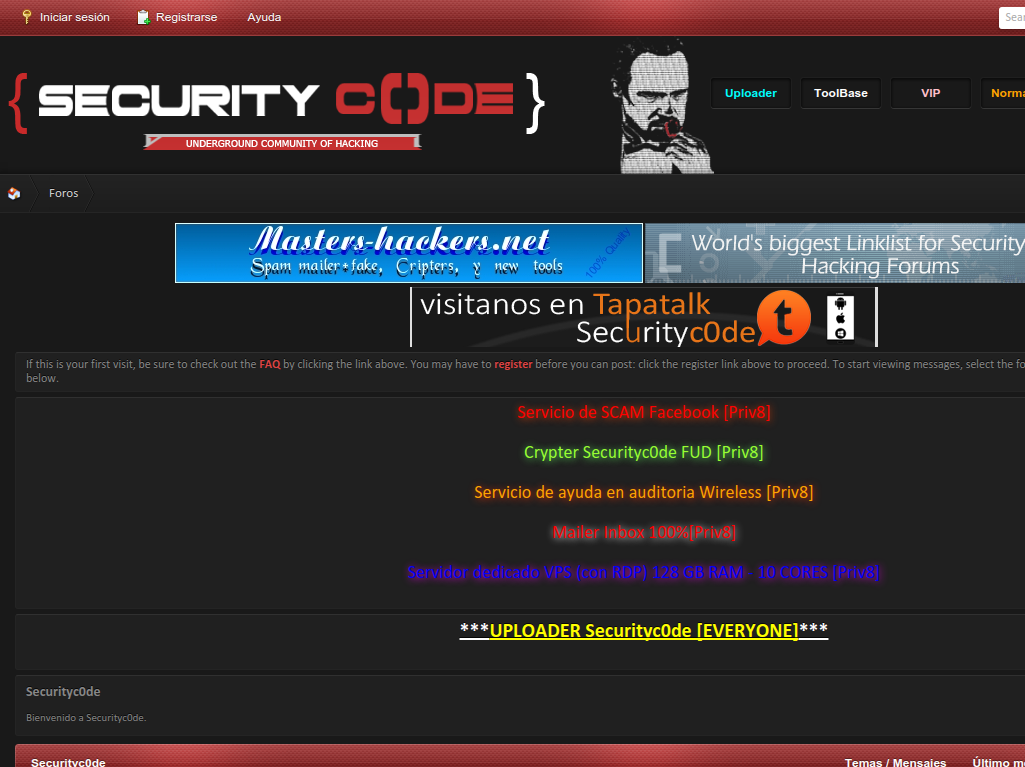 Iniciar sesión Registrarse Ayuda
{ SECURITY C0DE }
UNDERGROUND COMMUNITY OF HACKING
Uploader ToolBase VIP
Foros
Masters-hackers.net
Spam mailer+fake, Cripters, y new tools
100% Quality
World's biggest Linklist for Security
Hacking Forums
visitanos en Tapatalk
Securityc0de
If this is your first visit, be sure to check out the FAQ by clicking the link above. You may have to register before you can post: click the register link above to proceed. To start viewing messages, select the
below.
Servicio de SCAM Facebook [Priv8]
Crypter Securityc0de FUD [Priv8]
Servicio de ayuda en auditoria Wireless [Priv8]
Mailer Inbox 100%[Priv8]
Servidor dedicado VPS (con RDP) 128 GB RAM - 10 CORES [Priv8]
***UPLOADER Securityc0de [EVERYONE]***
Securityc0de
Bienvenido a Securityc0de.
Securityc0de Temas / Mensajes Último